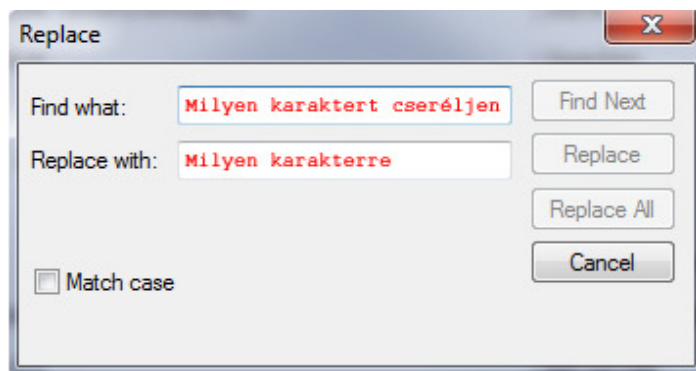 Replace
Find what: Milyen karaktert cseréljen Find Next
Replace with: Milyen karakterre Replace
Replace All
Cancel
Match case